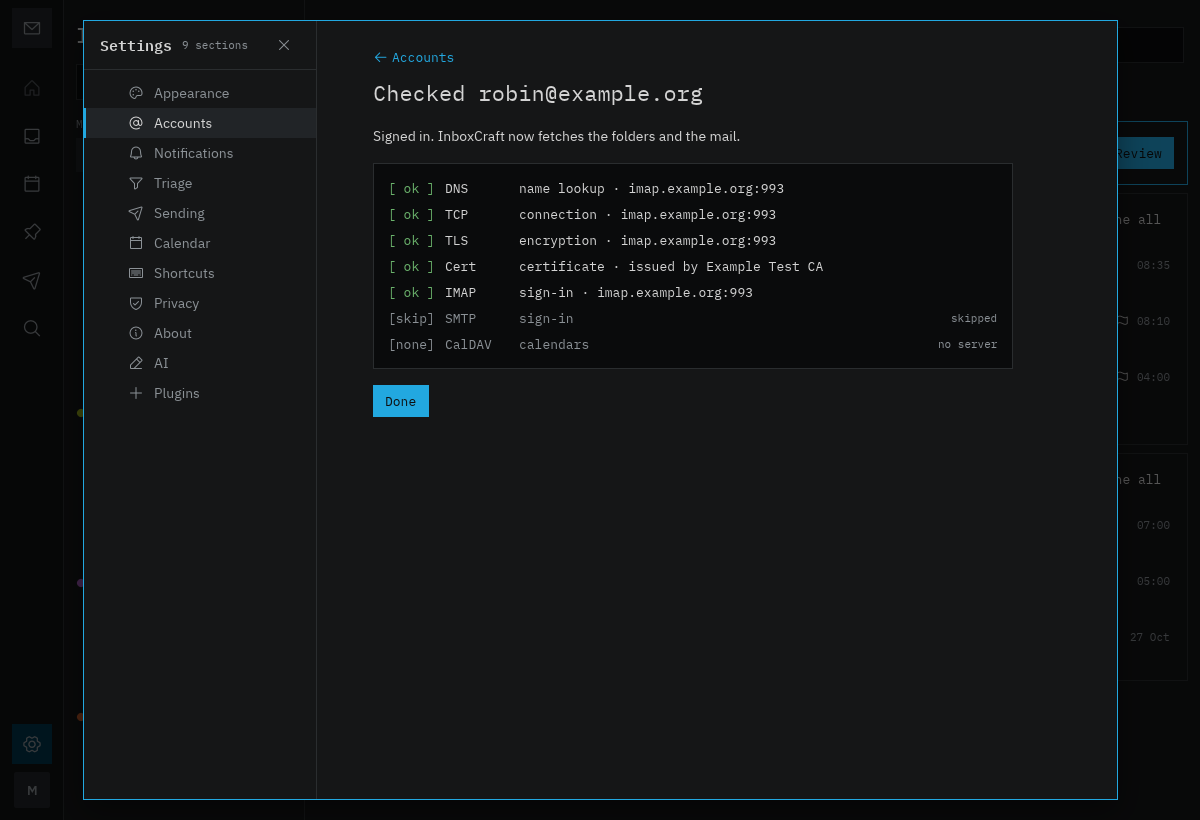 Settings 9 sections
Appearance
Accounts
Notifications
Triage
Sending
Calendar
Shortcuts
Privacy
About
AI
Plugins
M
← Accounts
Checked robin@example.org
Signed in. InboxCraft now fetches the folders and the mail.
[ ok ] DNS name lookup · imap.example.org:993
[ ok ] TCP connection · imap.example.org:993
[ ok ] TLS encryption · imap.example.org:993
[ ok ] Cert certificate · issued by Example Test CA
[ ok ] IMAP sign-in · imap.example.org:993
[skip] SMTP sign-in skipped
[none] CalDAV calendars no server
Done
Review
all
08:35
08:10
04:00
all
07:00
05:00
27 Oct